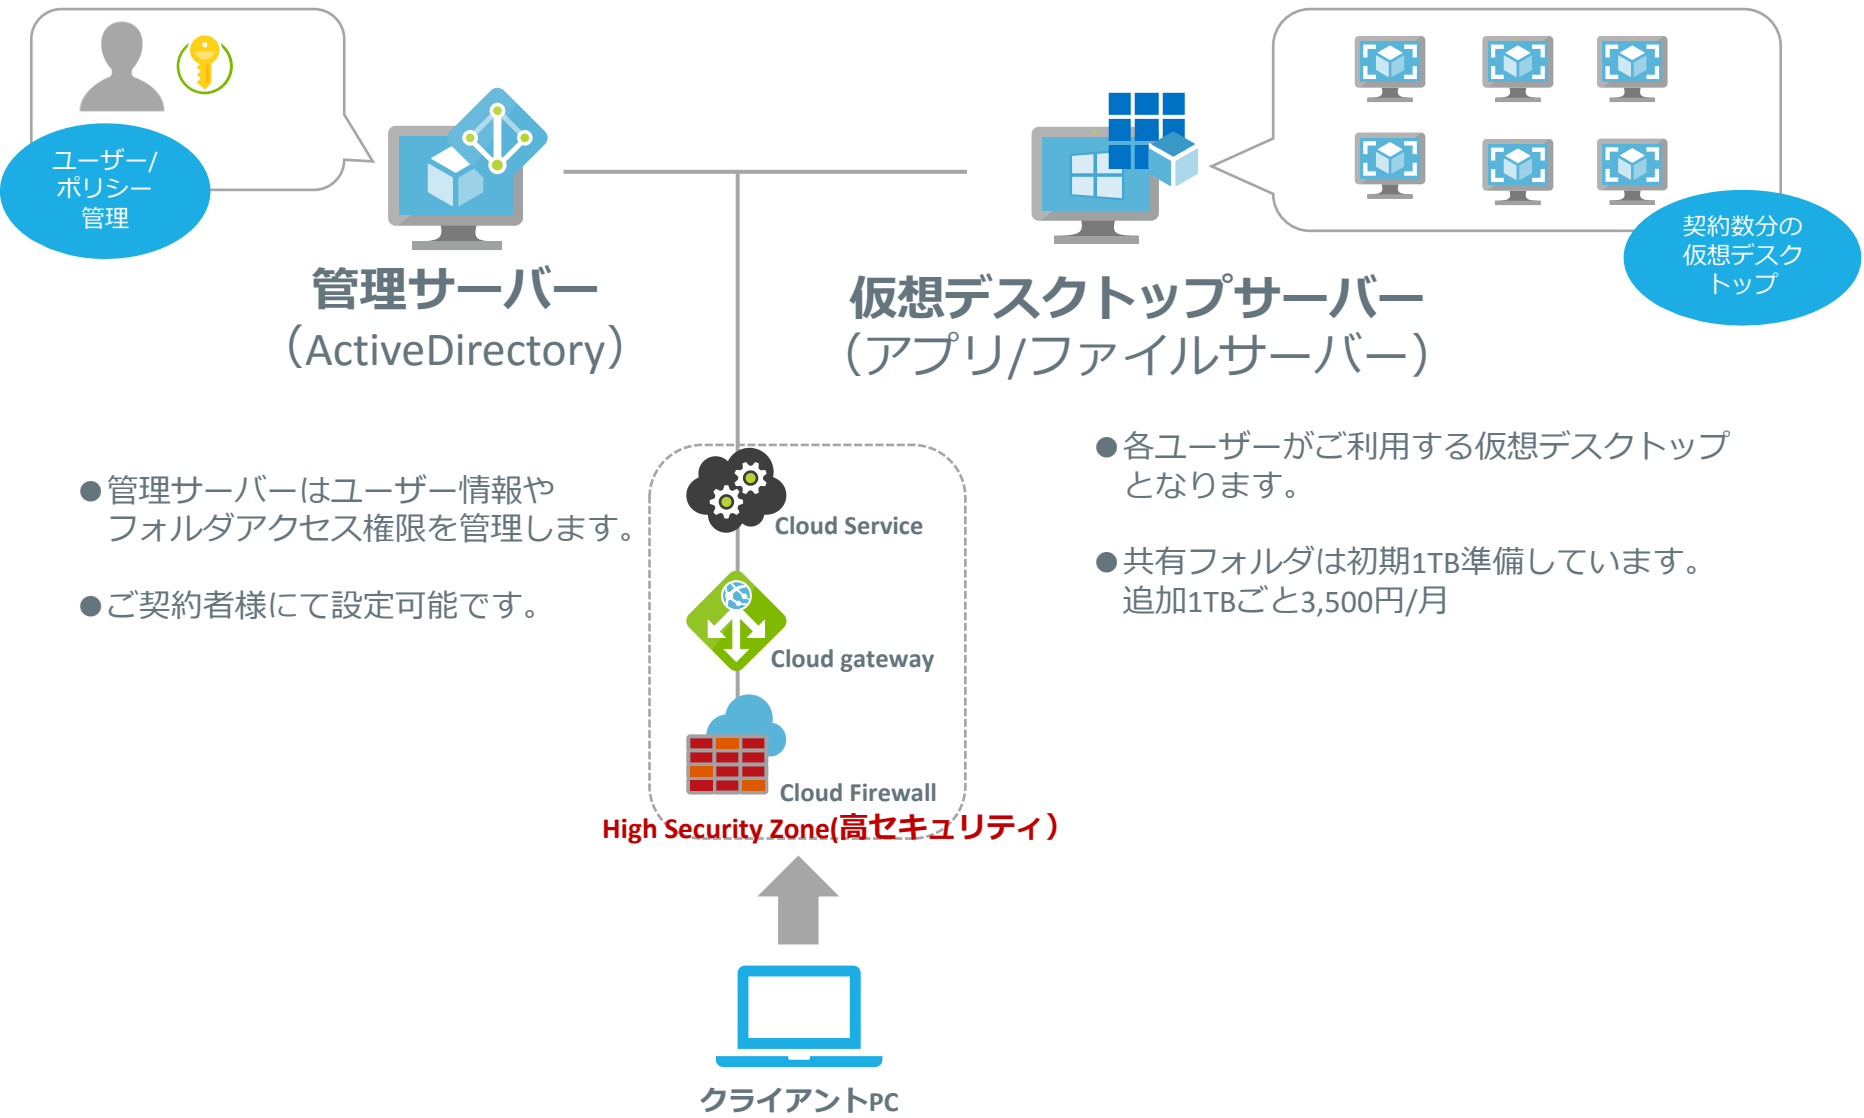 ユーザー/
ポリシー
管理
契約数分の
仮想デスク
トップ
管理サーバー
（ActiveDirectory）
仮想デスクトップサーバー
（アプリ/ファイルサーバー）
●管理サーバーはユーザー情報や
フォルダアクセス権限を管理します。
●ご契約者様にて設定可能です。
Cloud Service
Cloud gateway
Cloud Firewall
High Security Zone(高セキュリティ）
●各ユーザーがご利用する仮想デスクトップ
となります。
●共有フォルダは初期1TB準備しています。
追加1TBごと3,500円/月
クライアントPC